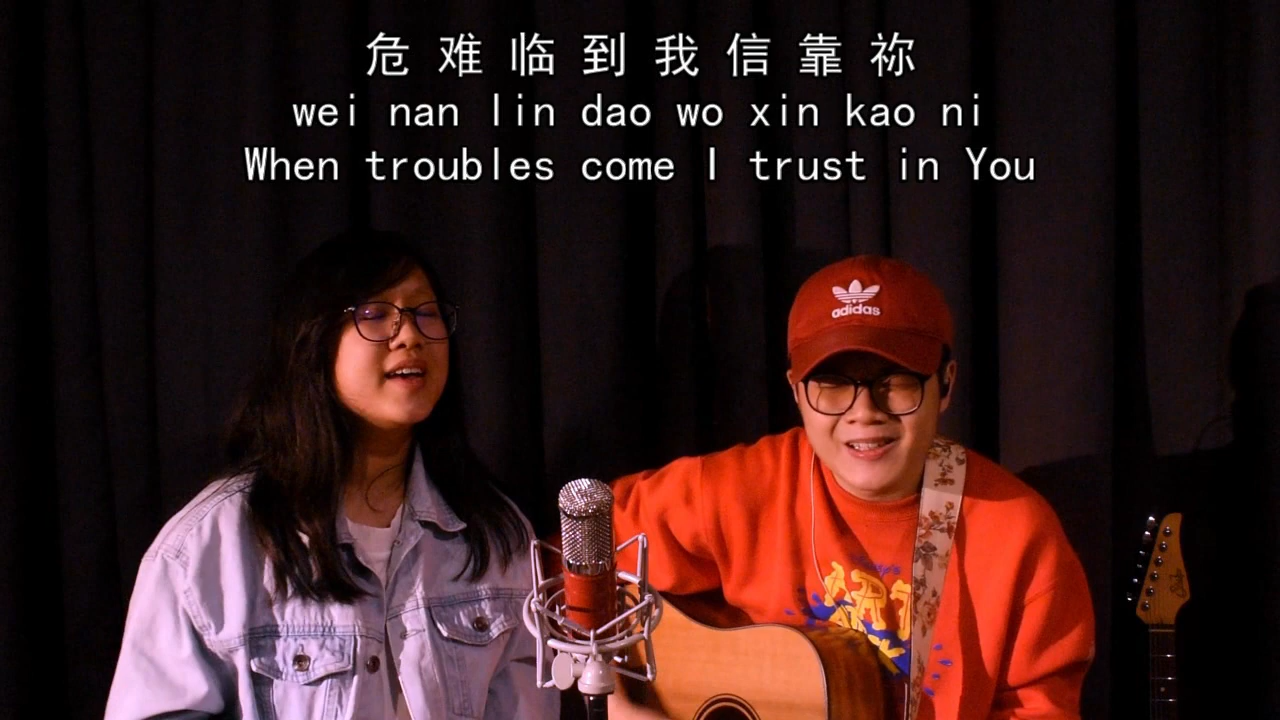 危 难 临 到 我 信 靠 祢
wei nan lin dao wo xin kao ni
When troubles come I trust in You
adidas
ART